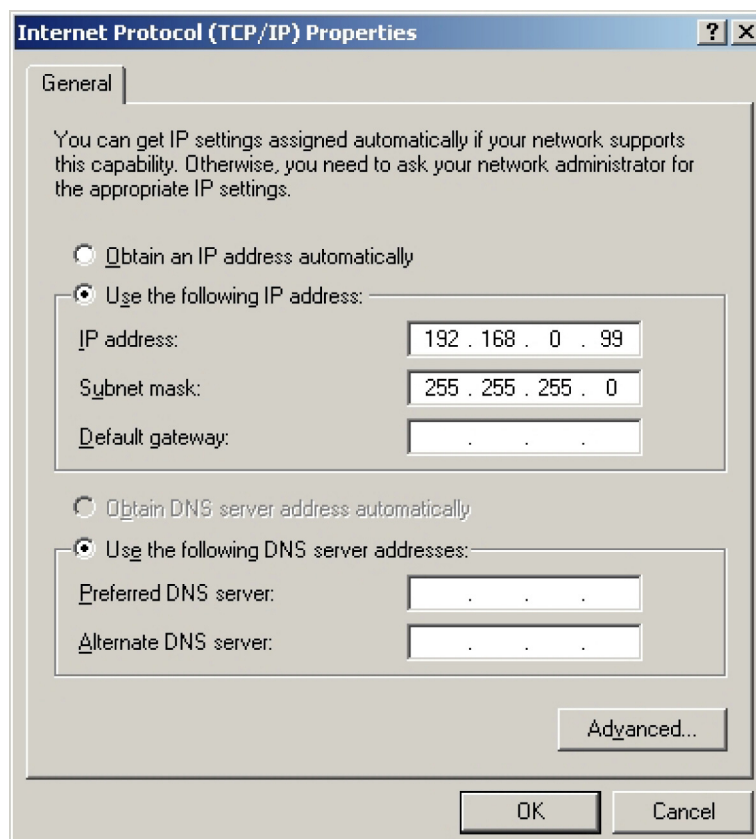 Internet Protocol (TCP/IP) Properties
General
You can get IP settings assigned automatically if your network supports
this capability. Otherwise, you need to ask your network administrator for
the appropriate IP settings.
Obtain an IP address automatically
Use the following IP address:
IP address: 192 . 168 . 0 . 99
Subnet mask: 255 . 255 . 255 . 0
Default gateway: . . .
Obtain DNS server address automatically
Use the following DNS server addresses:
Preferred DNS server: . . .
Alternate DNS server: . . .
Advanced...
OK Cancel